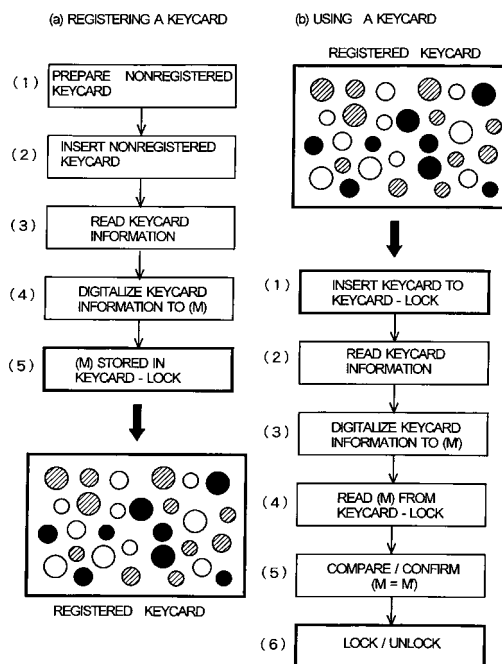 (a) REGISTERING A KEYCARD
(1)
PREPARE NONREGISTERED
KEYCARD
(2)
INSERT NONREGISTERED
KEYCARD
(3)
READ KEYCARD
INFORMATION
(4)
DIGITALIZE KEYCARD
INFORMATION TO (M)
(5)
(M) STORED IN
KEYCARD - LOCK
REGISTERED KEYCARD
(b) USING A KEYCARD
REGISTERED KEYCARD
(1)
INSERT KEYCARD TO
KEYCARD - LOCK
(2)
READ KEYCARD
INFORMATION
(3)
DIGITALIZE KEYCARD
INFORMATION TO (M')
(4)
READ (M) FROM
KEYCARD - LOCK
(5)
COMPARE / CONFIRM
(M = M')
(6)
LOCK / UNLOCK